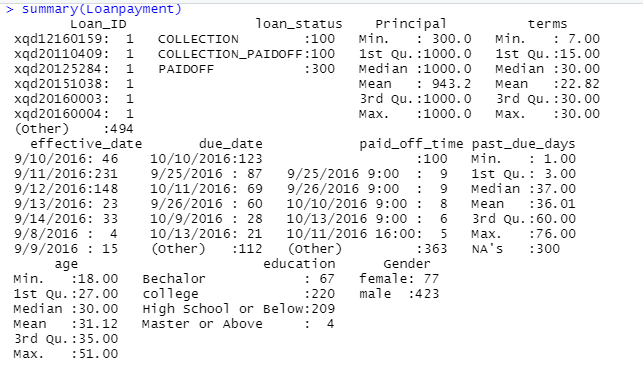 > summary(Loanpayment)
Loan_ID loan_status Principal terms
xqd12160159: 1 COLLECTION :100 Min. : 300.0 Min. : 7.00
xqd20110409: 1 COLLECTION_PAIDOFF:100 1st Qu.:1000.0 1st Qu.:15.00
xqd20125284: 1 PAIDOFF :300 Median :1000.0 Median :30.00
xqd20151038: 1 Mean : 943.2 Mean :22.82
xqd20160003: 1 3rd Qu.:1000.0 3rd Qu.:30.00
xqd20160004: 1 Max. :1000.0 Max. :30.00
(Other) :494
effective_date due_date paid_off_time past_due_days
9/10/2016: 46 10/10/2016:123 :100 Min. : 1.00
9/11/2016:231 9/25/2016 : 87 9/25/2016 9:00 : 9 1st Qu.: 3.00
9/12/2016:148 10/11/2016: 69 9/26/2016 9:00 : 9 Median :37.00
9/13/2016: 23 9/26/2016 : 60 10/10/2016 9:00 : 8 Mean :36.01
9/14/2016: 33 10/9/2016 : 28 10/13/2016 9:00 : 6 3rd Qu.:60.00
9/8/2016 : 4 10/13/2016: 21 10/11/2016 16:00: 5 Max. :76.00
9/9/2016 : 15 (Other) :112 (Other) :363 NA's :300
age education Gender
Min. :18.00 Bechalor : 67 female: 77
1st Qu.:27.00 college :220 male :423
Median :30.00 High School or Below:209
Mean :31.12 Master or Above : 4
3rd Qu.:35.00
Max. :51.00